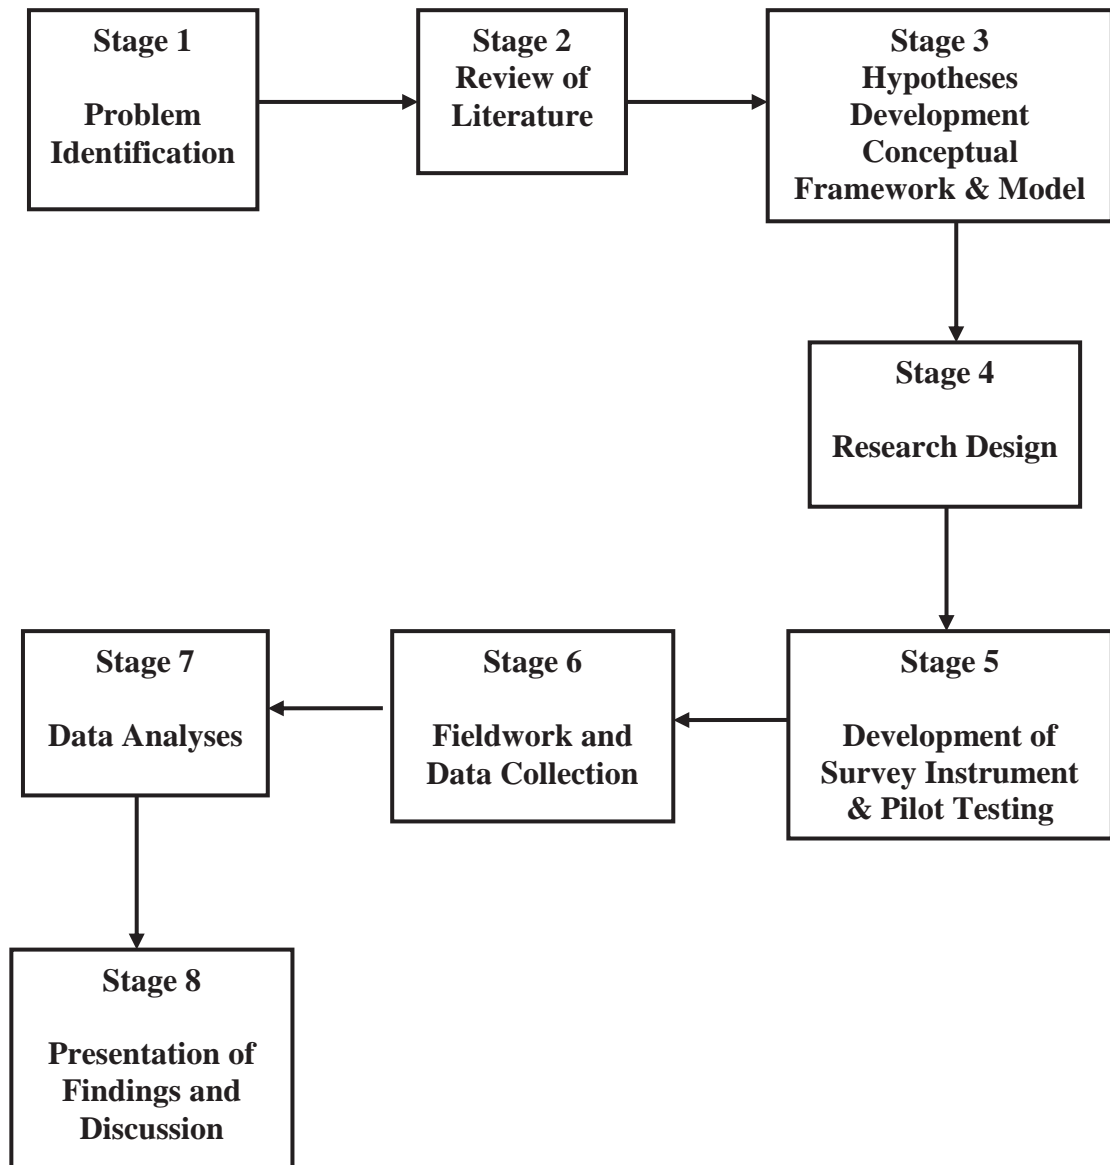 Stage 1
Problem
Identification
Stage 2
Review of
Literature
Stage 3
Hypotheses
Development
Conceptual
Framework & Model
Stage 4
Research Design
Stage 5
Development of
Survey Instrument
& Pilot Testing
Stage 6
Fieldwork and
Data Collection
Stage 7
Data Analyses
Stage 8
Presentation of
Findings and
Discussion